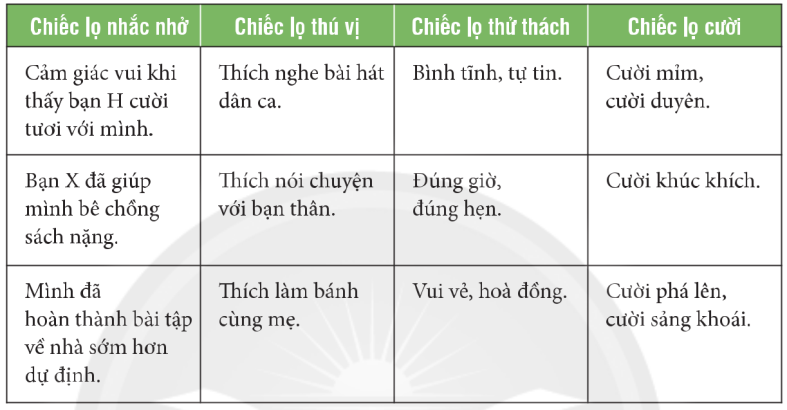 Chiếc lọ nhắc nhở
Chiếc lọ thú vị
Chiếc lọ thử thách
Chiếc lọ cười
Cảm giác vui khi
thấy bạn H cười
tươi với mình.
Thích nghe bài hát
dân ca.
Bình tĩnh, tự tin.
Cười mỉm,
cười duyên.
Bạn X đã giúp
mình bê chồng
sách nặng.
Thích nói chuyện
với bạn thân.
Đúng giờ,
đúng hẹn.
Cười khúc khích.
Mình đã
hoàn thành bài tập
về nhà sớm hơn
dự định.
Thích làm bánh
cùng mẹ.
Vui vẻ, hoà đồng.
Cười phá lên,
cười sảng khoái.